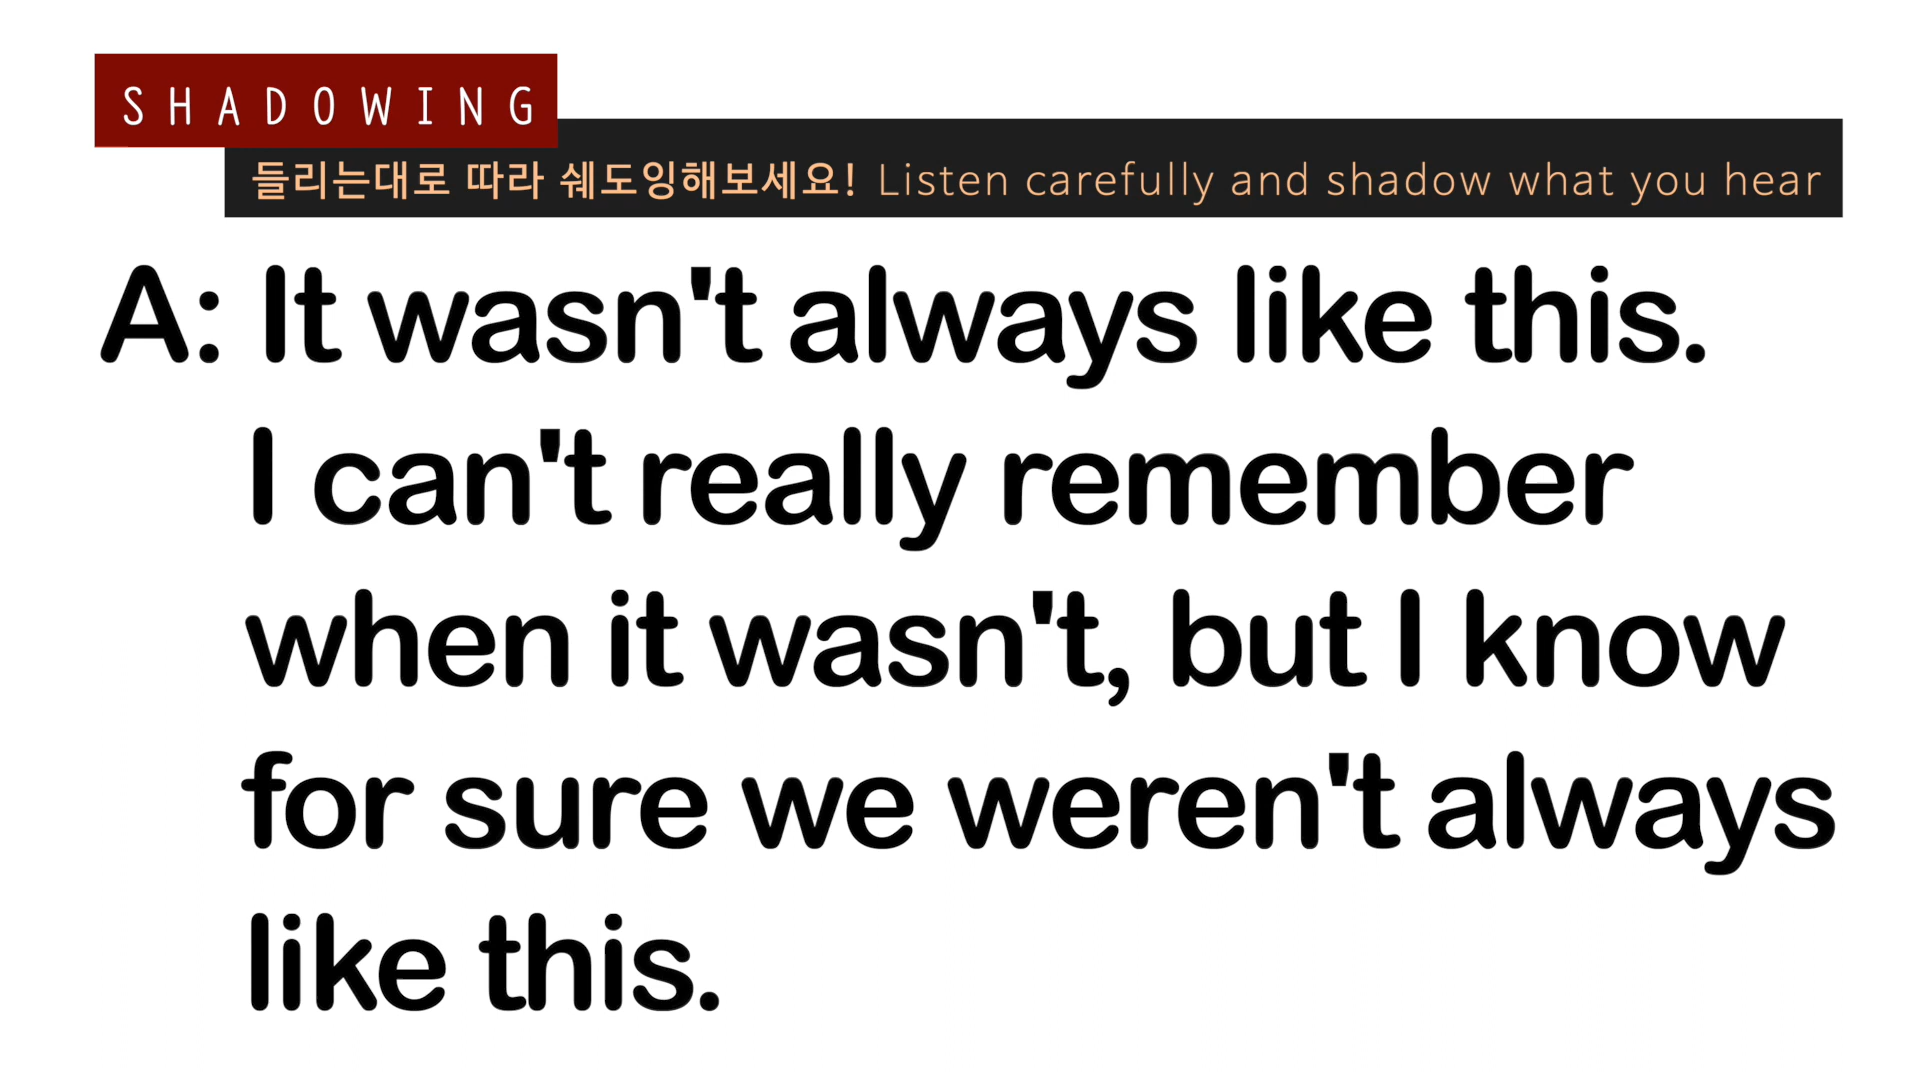 SHADOWING
들리는대로 따라 쉐도잉해보세요! Listen carefully and shadow what you hear
A: It wasn't always like this.
I can't really remember
when it wasn't, but I know
for sure we weren't always
like this.